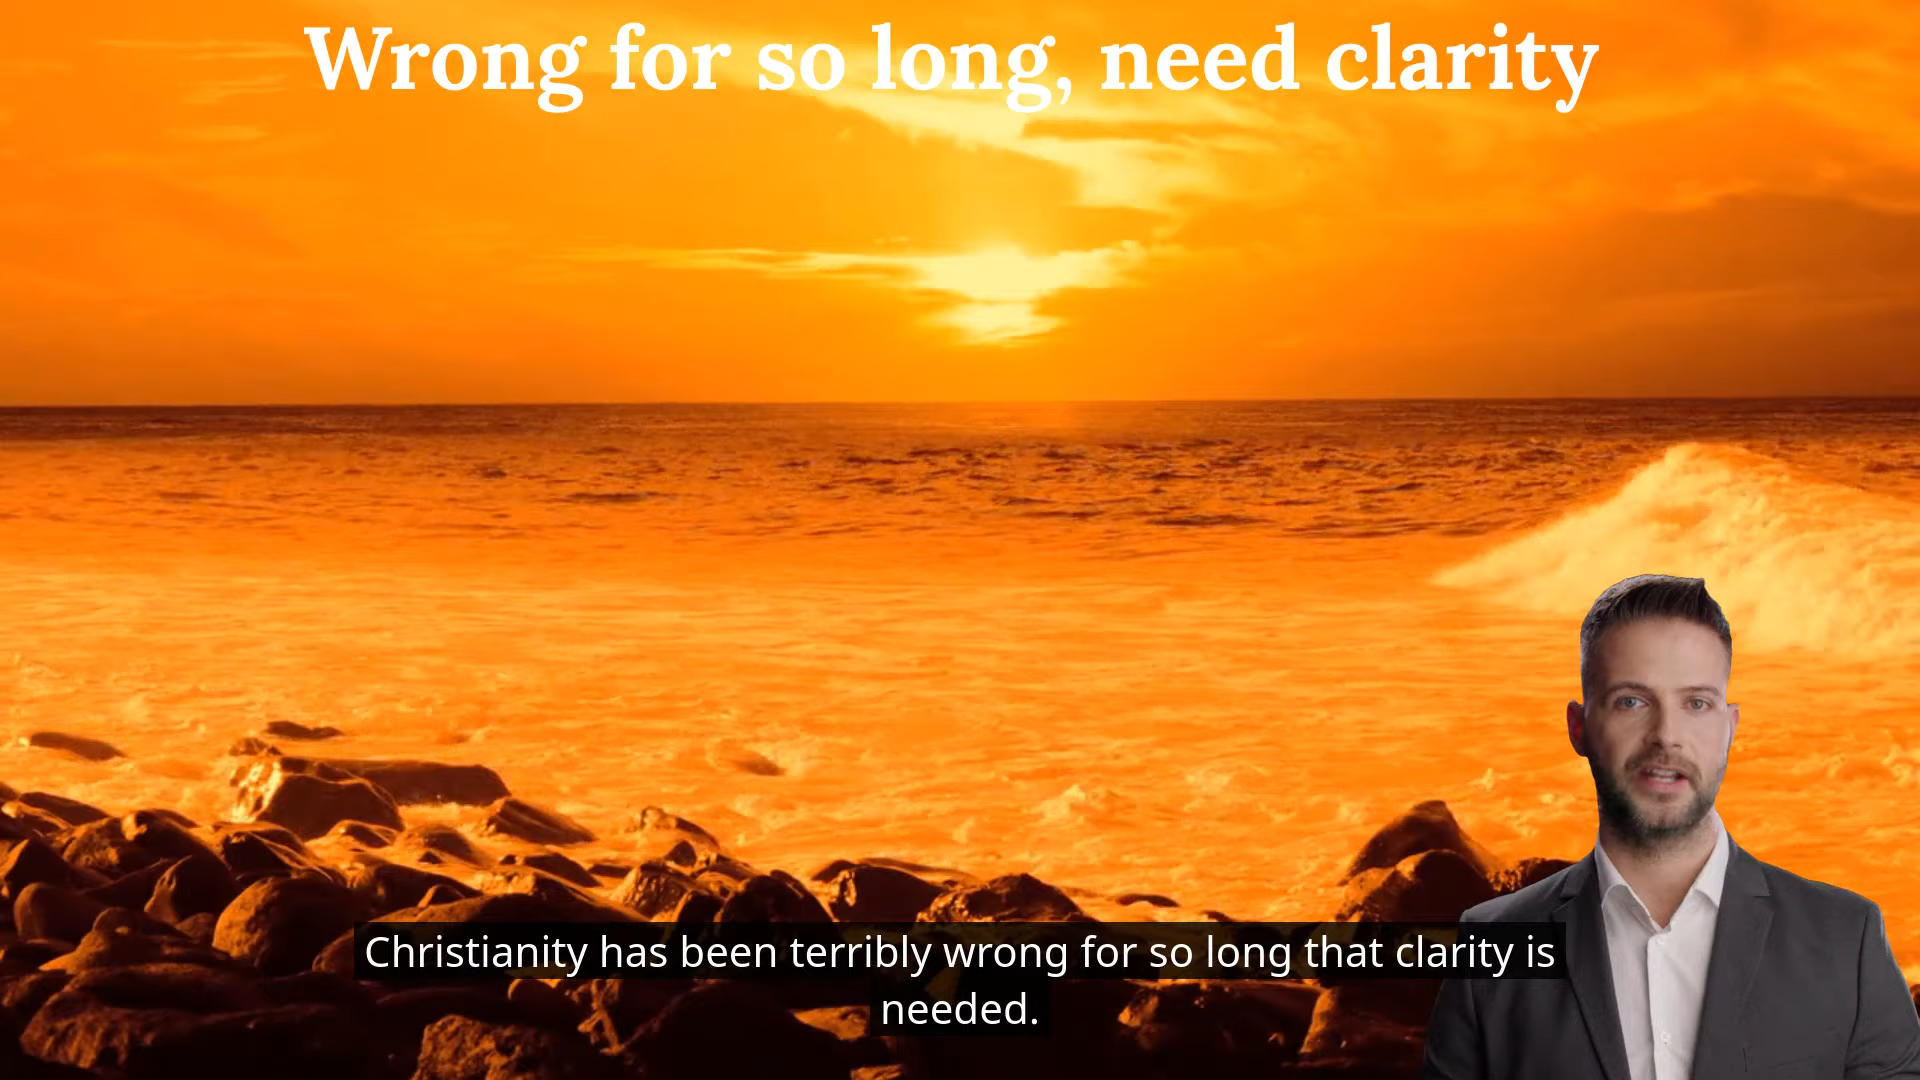 Wrong for so long, need clarity
Christianity has been terribly wrong for so long that clarity is
needed.